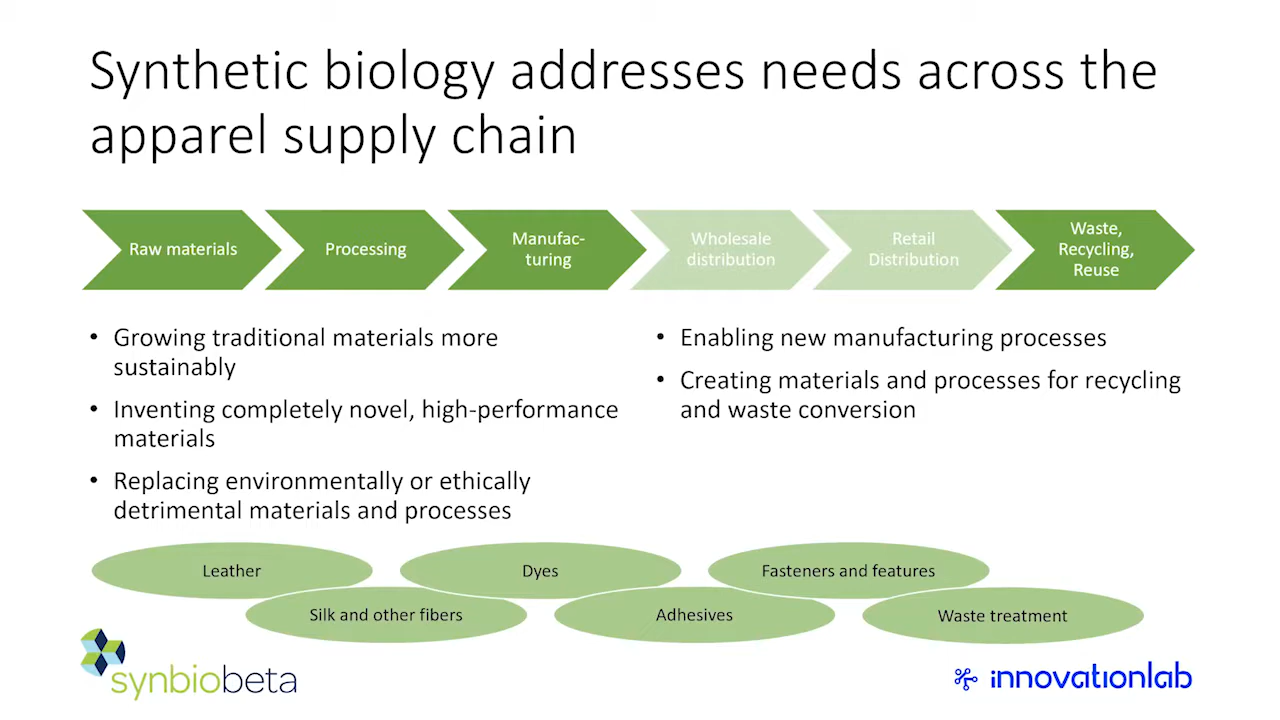 Synthetic biology addresses needs across the
apparel supply chain
Raw materials
Processing
Manufac-
turing
Wholesale
distribution
Retail
Distribution
Waste,
Recycling,
Reuse
• Growing traditional materials more
sustainably
• Inventing completely novel, high-performance
materials
• Replacing environmentally or ethically
detrimental materials and processes
• Enabling new manufacturing processes
• Creating materials and processes for recycling
and waste conversion
Leather
Dyes
Fasteners and features
Silk and other fibers
Adhesives
Waste treatment
synbiobeta
innovationlab